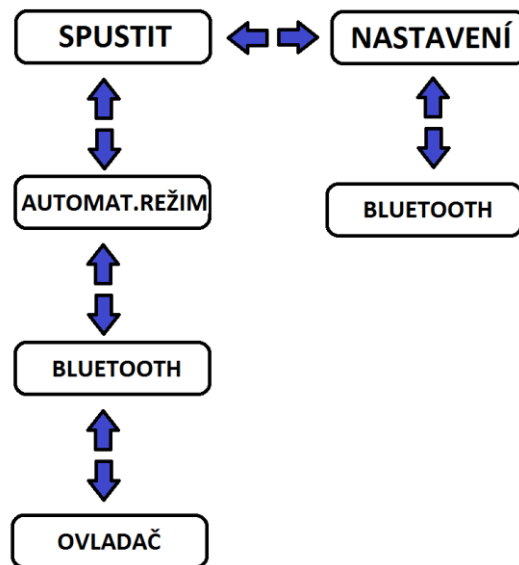 SPUSTIT
NASTAVENÍ
AUTOMAT.REŽIM
BLUETOOTH
BLUETOOTH
OVLADAČ